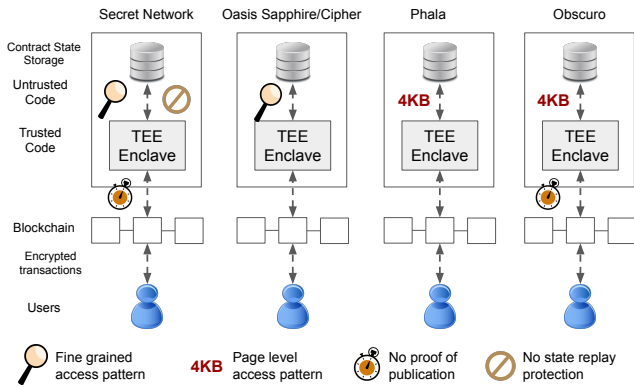 Secret Network
Oasis Sapphire/Cipher
Phala
Obscuro
Contract State
Storage
Untrusted
Code
4KB
4KB
Trusted
Code
TEE
Enclave
TEE
Enclave
TEE
Enclave
TEE
Enclave
Blockchain
Encrypted
transactions
Users
Fine grained
access pattern
4KB
Page level
access pattern
No proof of
publication
No state replay
protection